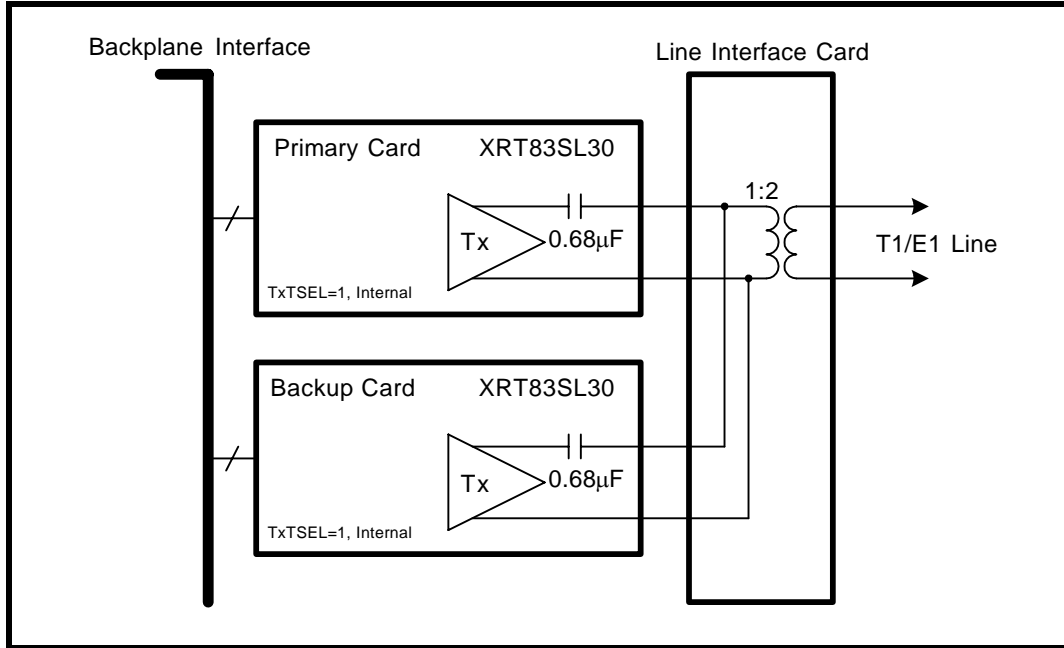 Backplane Interface
Line Interface Card
Primary Card XRT83SL30
1:2
Tx
0.68μF
T1/E1 Line
TxTSEL=1, Internal
Backup Card XRT83SL30
Tx
0.68μF
TxTSEL=1, Internal